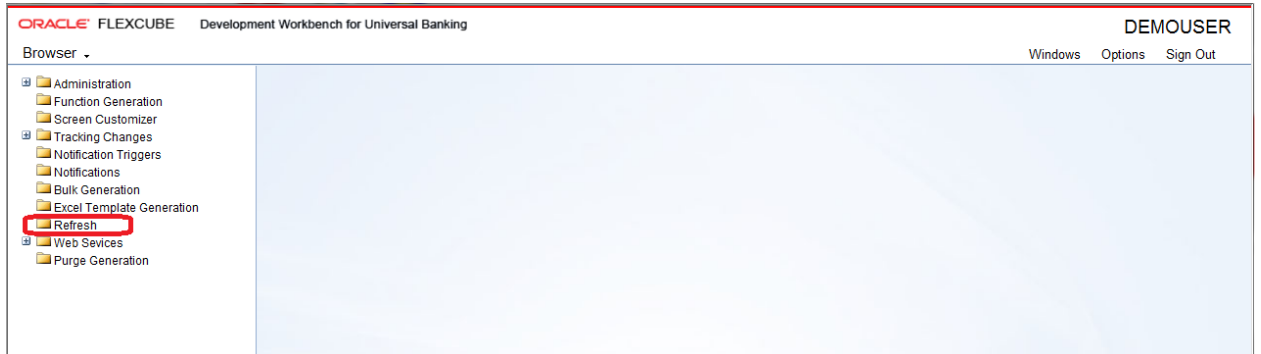 ORACLE FLEXCUBE Development Workbench for Universal Banking
DEMOUSER
Browser
Windows Options Sign Out
Administration
Function Generation
Screen Customizer
Tracking Changes
Notification Triggers
Notifications
Bulk Generation
Excel Template Generation
Refresh
Web Sevices
Purge Generation